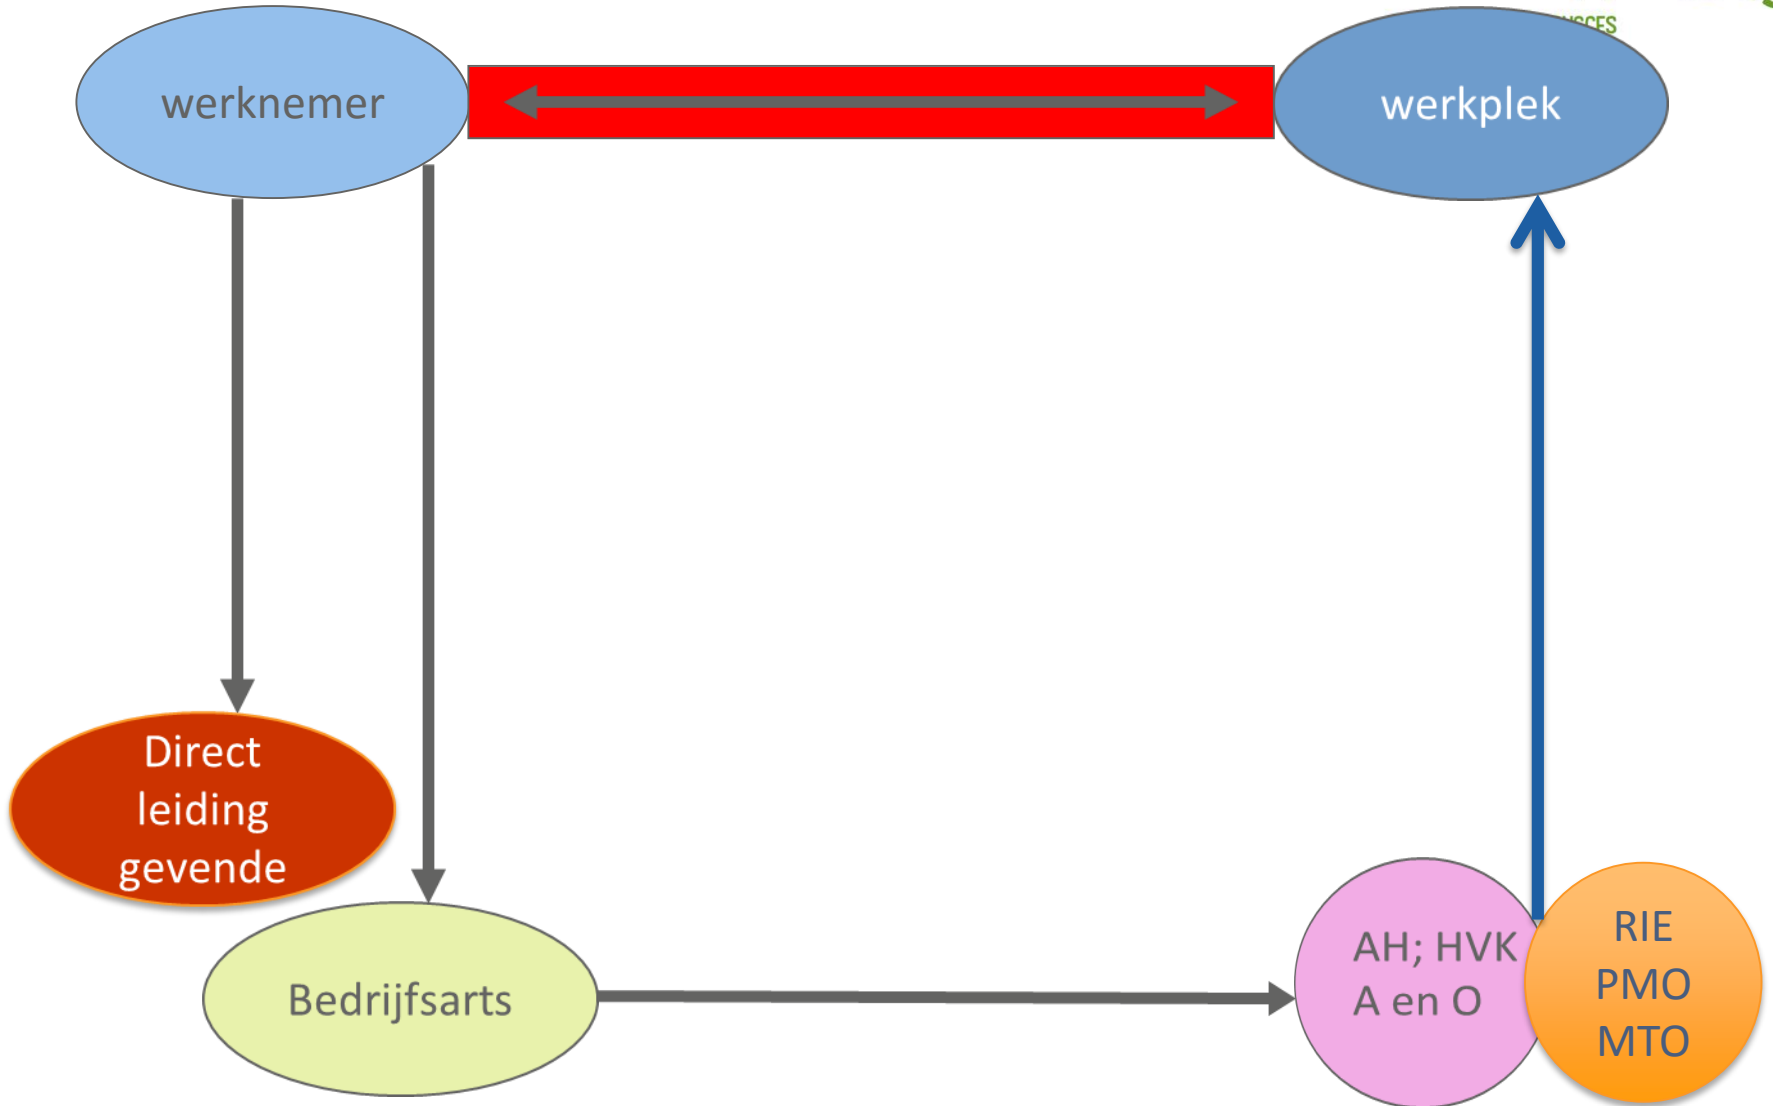 werknemer
werkplek
Direct
leiding
gevende
Bedrijfsarts
AH; HVK
A en O
RIE
PMO
MTO